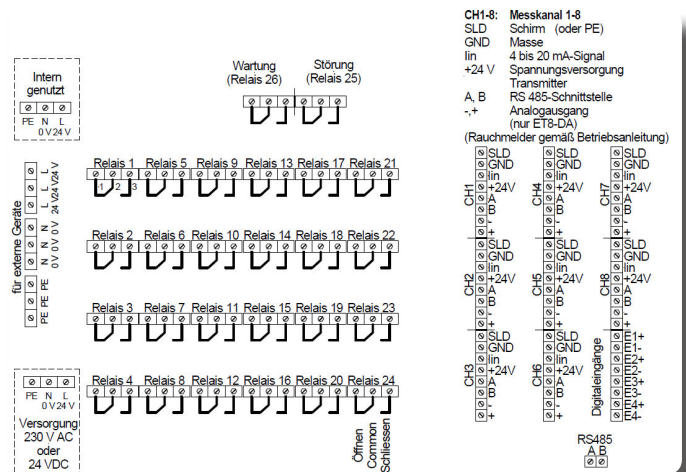 Intern
genutzt
PE N L
0 V 24 V
Wartung
(Relais 26)
Störung
(Relais 25)
für externe Geräte
L L L
24 V 24 V 24 V
N N N
0 V 0 V 0 V
PE PE PE
Relais 1 Relais 5 Relais 9 Relais 13 Relais 17 Relais 21
1 2 3
Relais 2 Relais 6 Relais 10 Relais 14 Relais 18 Relais 22
Relais 3 Relais 7 Relais 11 Relais 15 Relais 19 Relais 23
Relais 4 Relais 8 Relais 12 Relais 16 Relais 20 Relais 24
Öffnen
Common
Schliessen
PE N L
0 V 24 V
Versorgung
230 V AC
oder
24 VDC
CH1-8: Messkanal 1-8
SLD Schirm (oder PE)
GND Masse
Iin 4 bis 20 mA-Signal
+24 V Spannungsversorgung
Transmitter
A, B RS 485-Schnittstelle
-,+ Analogausgang
(nur ET8-DA)
(Rauchmelder gemäß Betriebsanleitung)
CH1
SLD
GND
Iin
+24V
A
B
-
+
CH2
SLD
GND
Iin
+24V
A
B
-
+
CH3
SLD
GND
Iin
+24V
A
B
-
+
CH4
SLD
GND
Iin
+24V
A
B
-
+
CH5
SLD
GND
Iin
+24V
A
B
-
+
CH6
SLD
GND
Iin
+24V
A
B
-
+
CH7
SLD
GND
Iin
+24V
A
B
-
+
CH8
SLD
GND
Iin
+24V
A
B
-
+
Digitaleingänge
E1+
E1-
E2+
E2-
E3+
E3-
E4+
E4-
RS485
A B